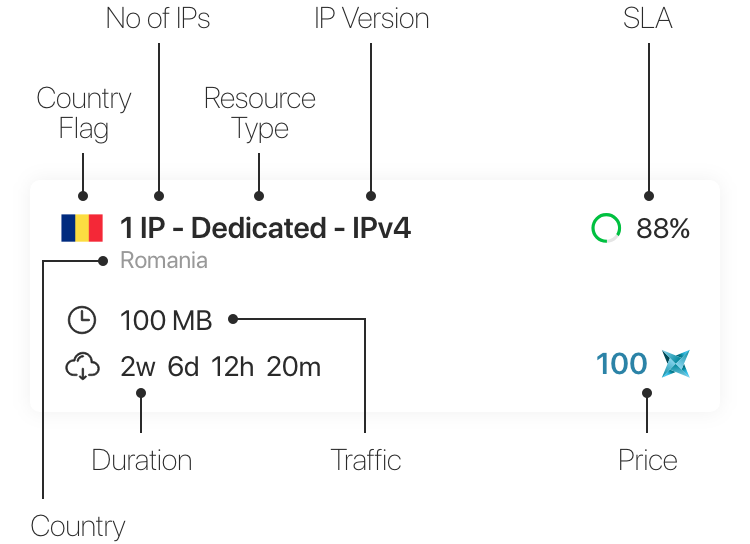 No of IPs
IP Version
SLA
Country
Flag
Resource
Type
1 IP - Dedicated - IPv4
88%
Romania
100 MB
2w 6d 12h 20m
100
Duration
Traffic
Price
Country